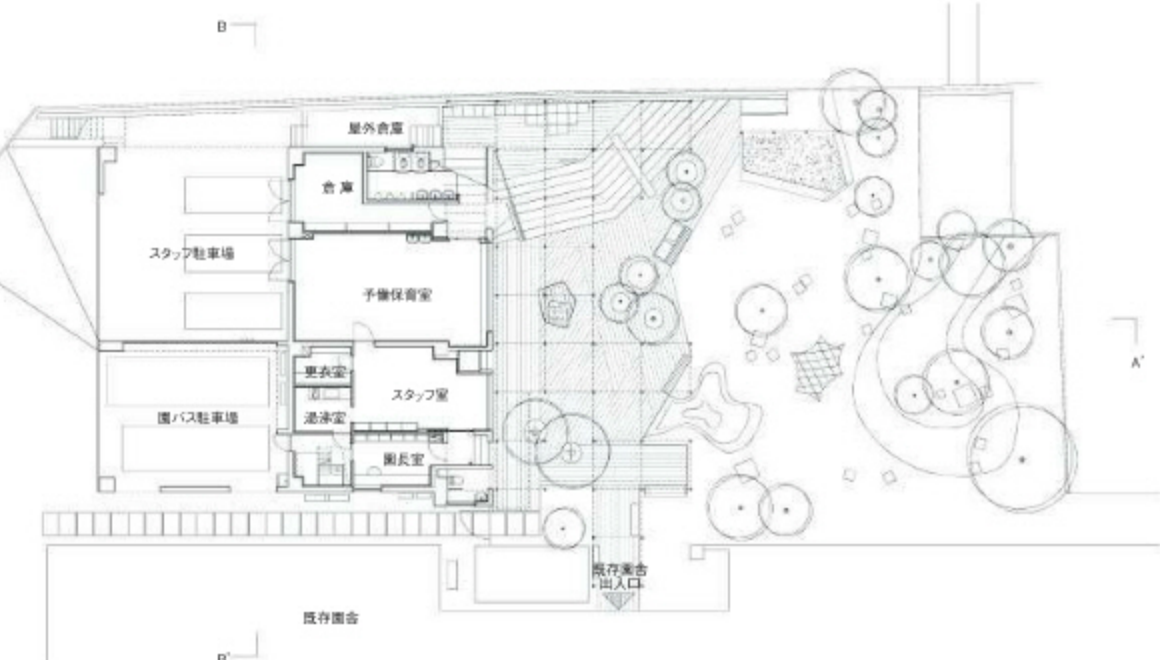 B
屋外倉庫
倉庫
スタッフ駐車場
予備保育室
A'
更衣室
スタッフ室
湯沸室
園バス駐車場
園長室
既存園舎
出入口
既存園舎
B'